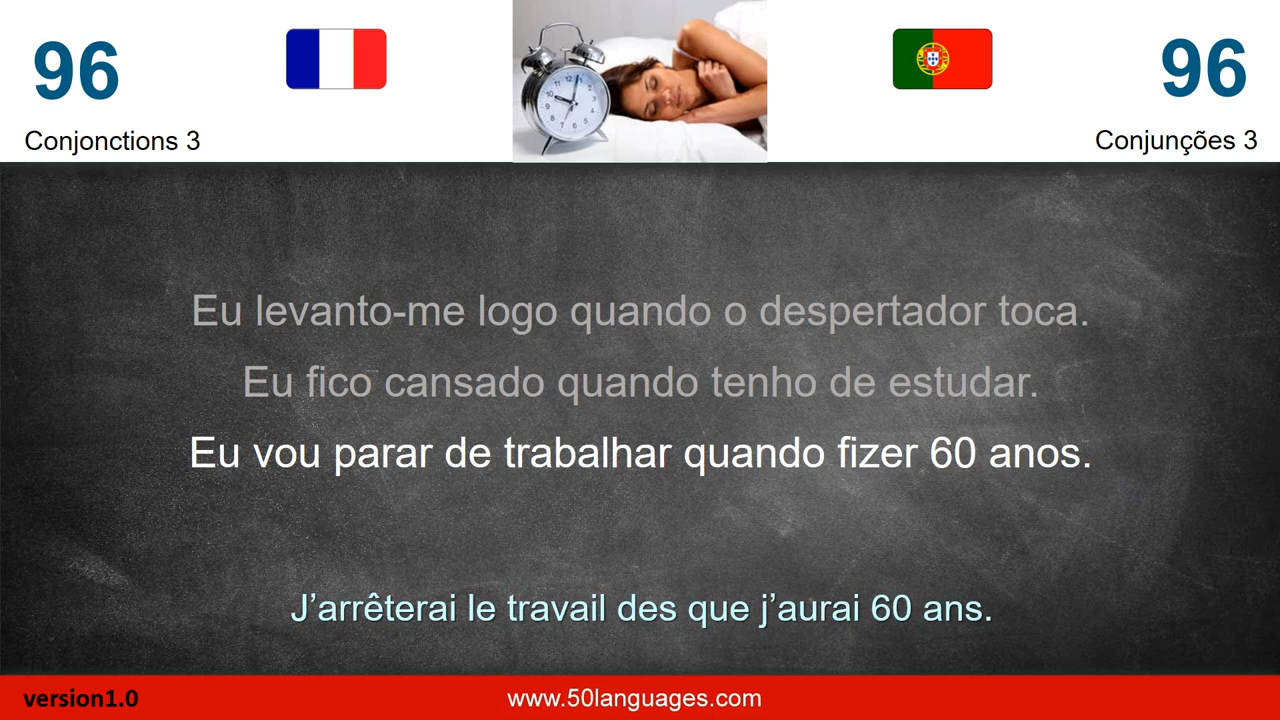 96
96
Conjonctions 3
Conjunções 3
Eu levanto-me logo quando o despertador toca.
Eu fico cansado quando tenho de estudar.
Eu vou parar de trabalhar quando fizer 60 anos.
J’arrêterai le travail des que j’aurai 60 ans.
version1.0
www.50languages.com